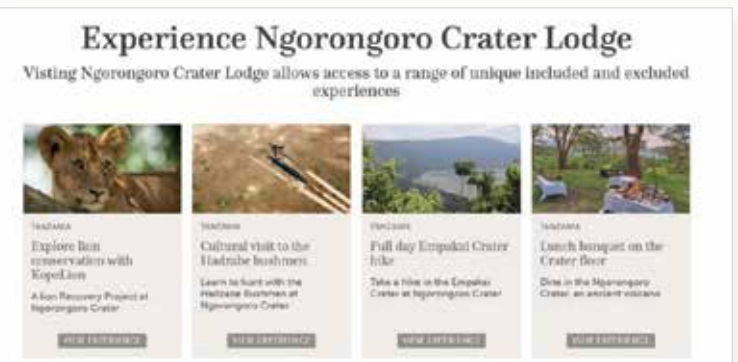 Experience Ngorongoro Crater Lodge
Visting Ngorongoro Crater Lodge allows access to a range of unique included and excluded
experiences
TANZANIA
Explore lion
conservation with
KopeLion
A lion Recovery Project at
Ngorongoro Crater
VIEW EXPERIENCE
TANZANIA
Cultural visit to the
Hadzabe bushmen
Learn to hunt with the
Hadzabe Bushmen at
Ngorongoro Crater
VIEW EXPERIENCE
TANZANIA
Full day Empakai Crater
hike
Take a hike in the Empakai
Crater at Ngorongoro Crater
VIEW EXPERIENCE
TANZANIA
Lunch banquet on the
Crater floor
Dine in the Ngorongoro
Crater, an ancient volcano
VIEW EXPERIENCE